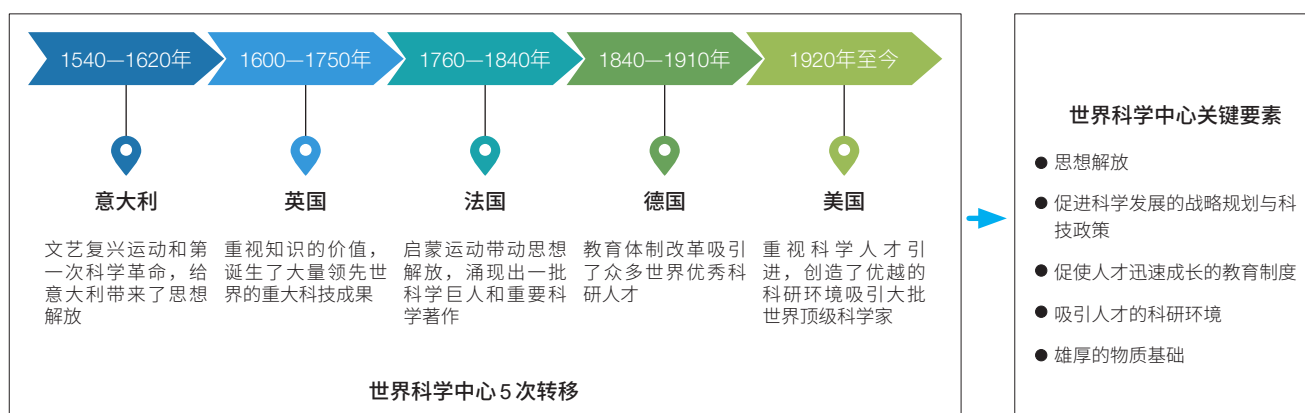 1540—1620年
1600—1750年
1760—1840年
1840—1910年
1920年至今
意大利
英国
法国
德国
美国
文艺复兴运动和第
一次科学革命，给
意大利带来了思想
解放
重视知识的价值，
诞生了大量领先世
界的重大科技成果
启蒙运动带动思想
解放，涌现出一批
科学巨人和重要科
学著作
教育体制改革吸引
了众多世界优秀科
研人才
重视科学人才引
进，创造了优越的
科研环境吸引大批
世界顶级科学家
世界科学中心5次转移
世界科学中心关键要素
● 思想解放
● 促进科学发展的战略规划与科
技政策
● 促使人才迅速成长的教育制度
● 吸引人才的科研环境
● 雄厚的物质基础